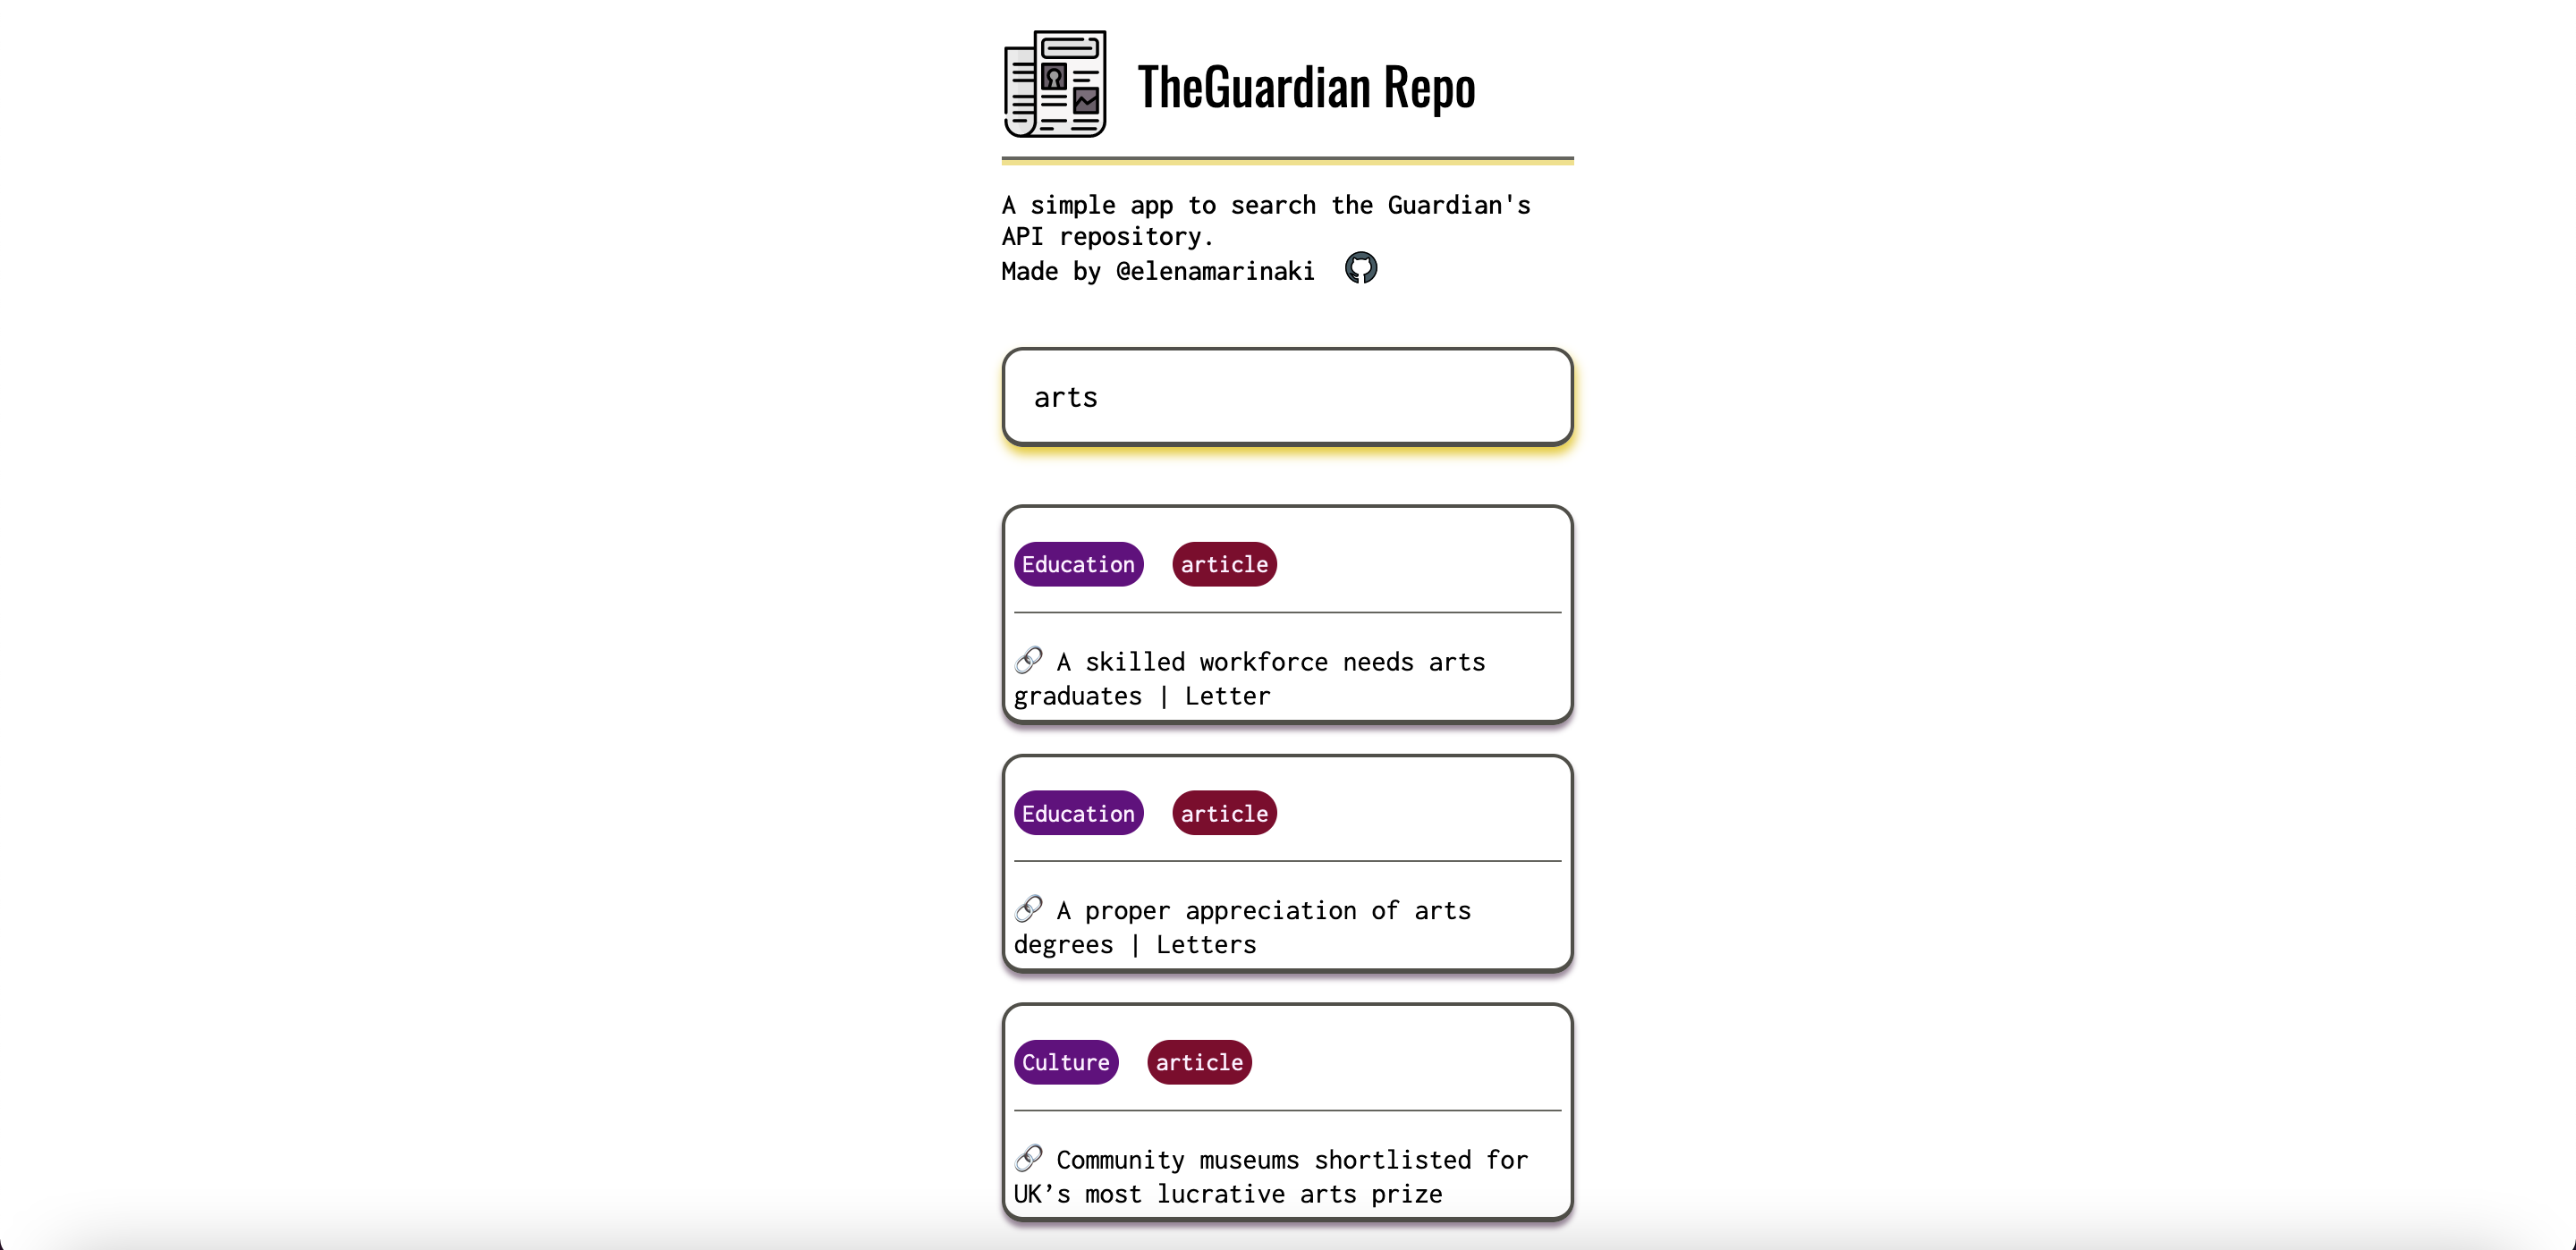 TheGuardian Repo
A simple app to search the Guardian's
API repository.
Made by @elenamarinaki
arts
Education article
🔗 A skilled workforce needs arts
graduates | Letter
Education article
🔗 A proper appreciation of arts
degrees | Letters
Culture article
🔗 Community museums shortlisted for
UK’s most lucrative arts prize